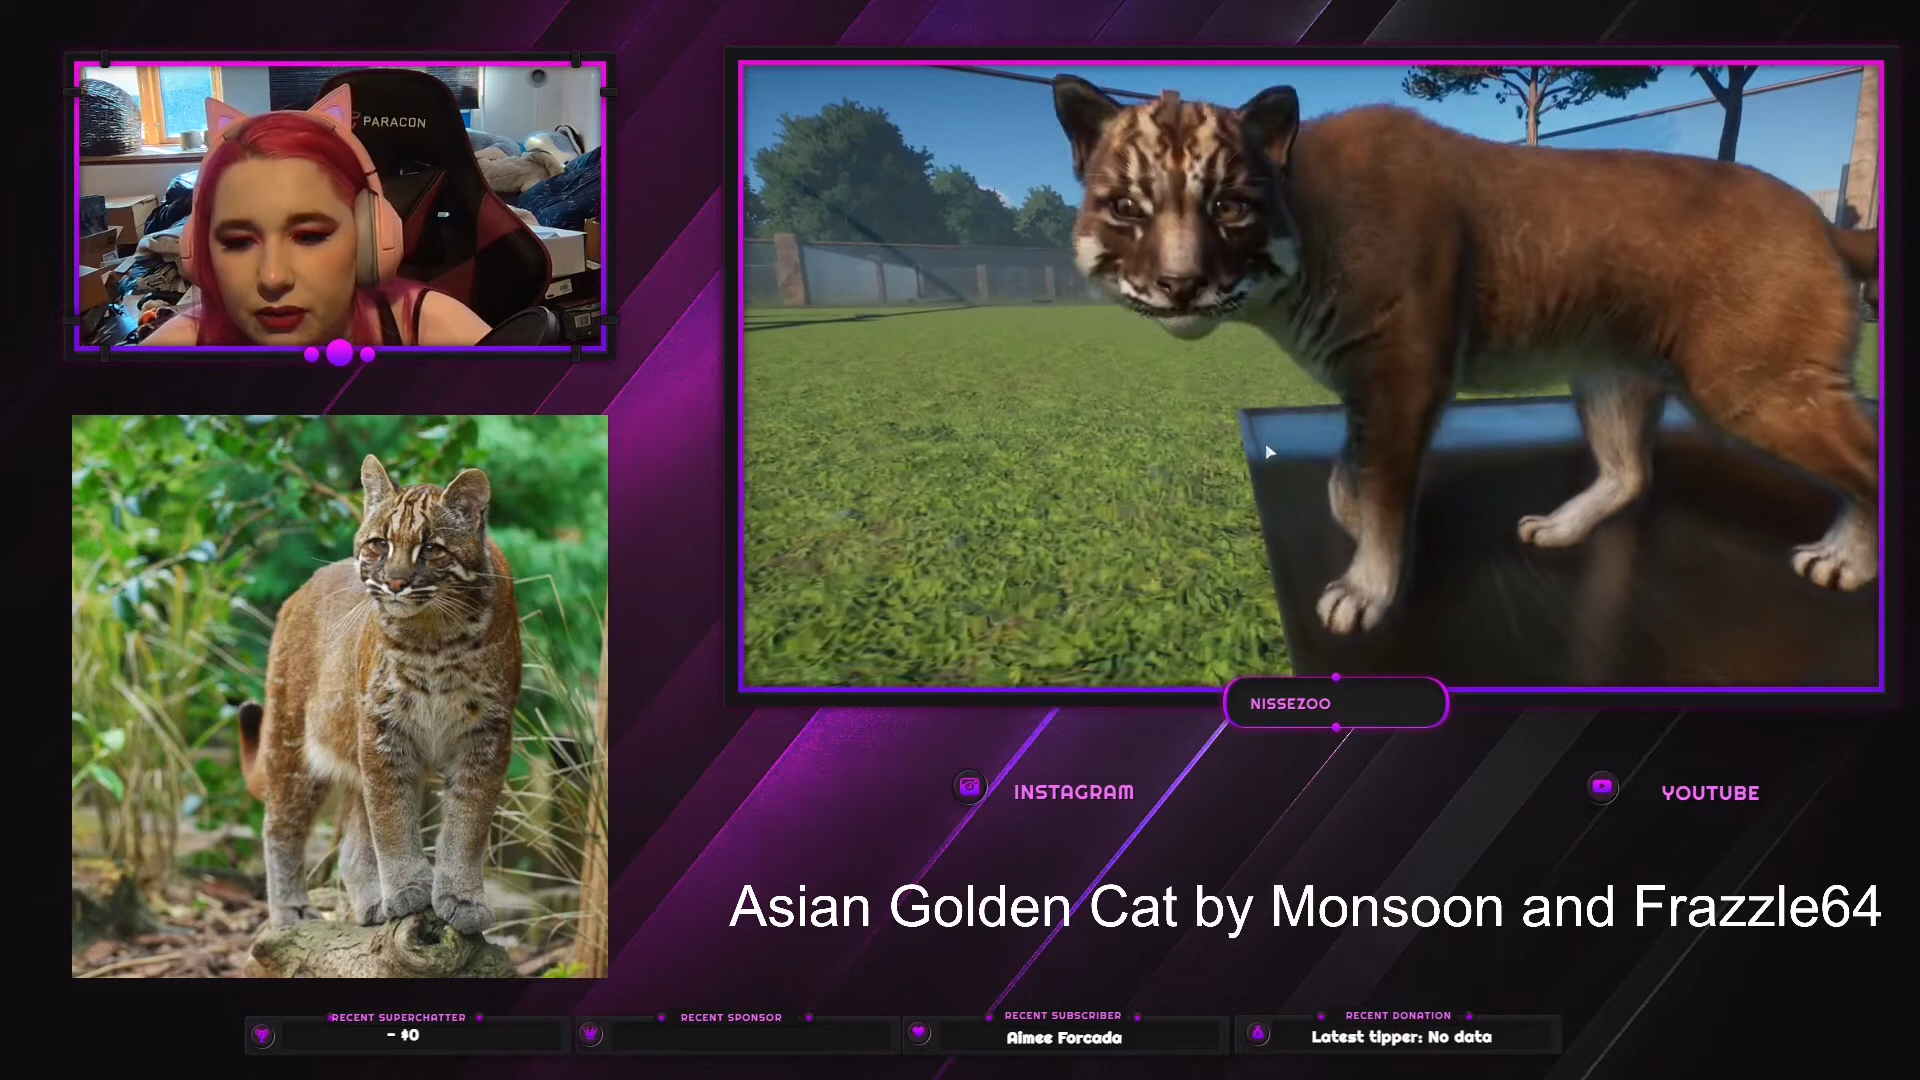 PARACON
NISSEZOO
INSTAGRAM
YOUTUBE
Asian Golden Cat by Monsoon and Frazzle64
RECENT SUPERCHATTER
- $0
RECENT SPONSOR
RECENT SUBSCRIBER
Aimee Forcada
RECENT DONATION
Latest tipper: No data